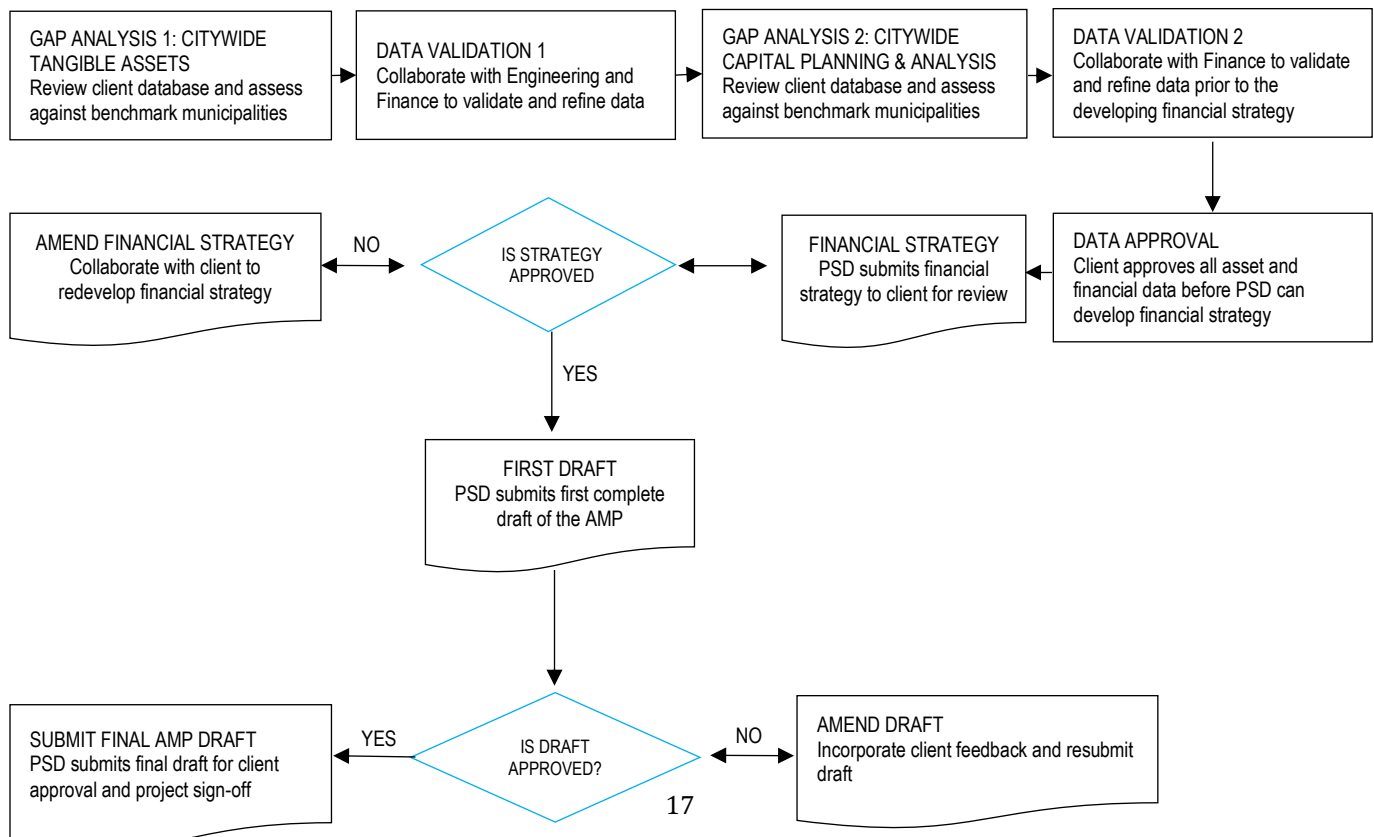 GAP ANALYSIS 1: CITYWIDE
TANGIBLE ASSETS
Review client database and assess
against benchmark municipalities
DATA VALIDATION 1
Collaborate with Engineering and
Finance to validate and refine data
GAP ANALYSIS 2: CITYWIDE
CAPITAL PLANNING & ANALYSIS
Review client database and assess
against benchmark municipalities
DATA VALIDATION 2
Collaborate with Finance to validate
and refine data prior to the
developing financial strategy
DATA APPROVAL
Client approves all asset and
financial data before PSD can
develop financial strategy
FINANCIAL STRATEGY
PSD submits financial
strategy to client for review
IS STRATEGY
APPROVED
NO
AMEND FINANCIAL STRATEGY
Collaborate with client to
redevelop financial strategy
YES
FIRST DRAFT
PSD submits first complete
draft of the AMP
IS DRAFT
APPROVED?
NO
AMEND DRAFT
Incorporate client feedback and resubmit
draft
YES
SUBMIT FINAL AMP DRAFT
PSD submits final draft for client
approval and project sign-off
17